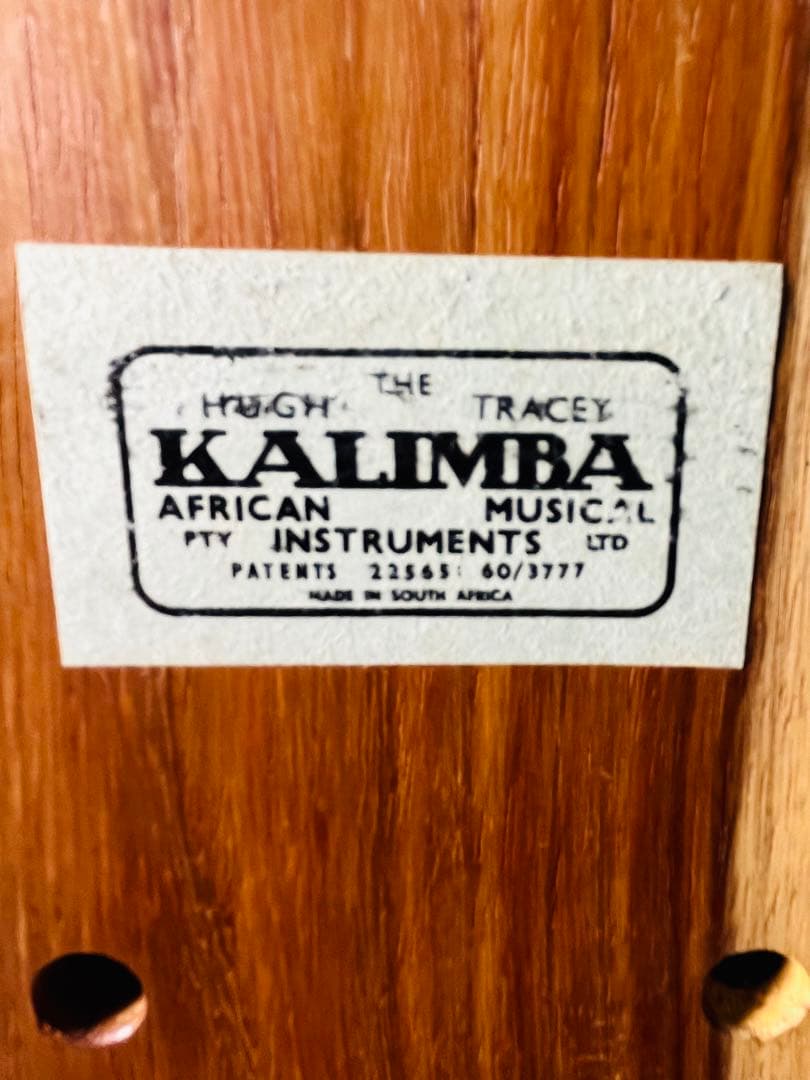 THE
HUGH TRACEY
KALIMBA
AFRICAN MUSICAL
PTY INSTRUMENTS LTD
PATENTS 22565: 60/3777
MADE IN SOUTH AFRICA